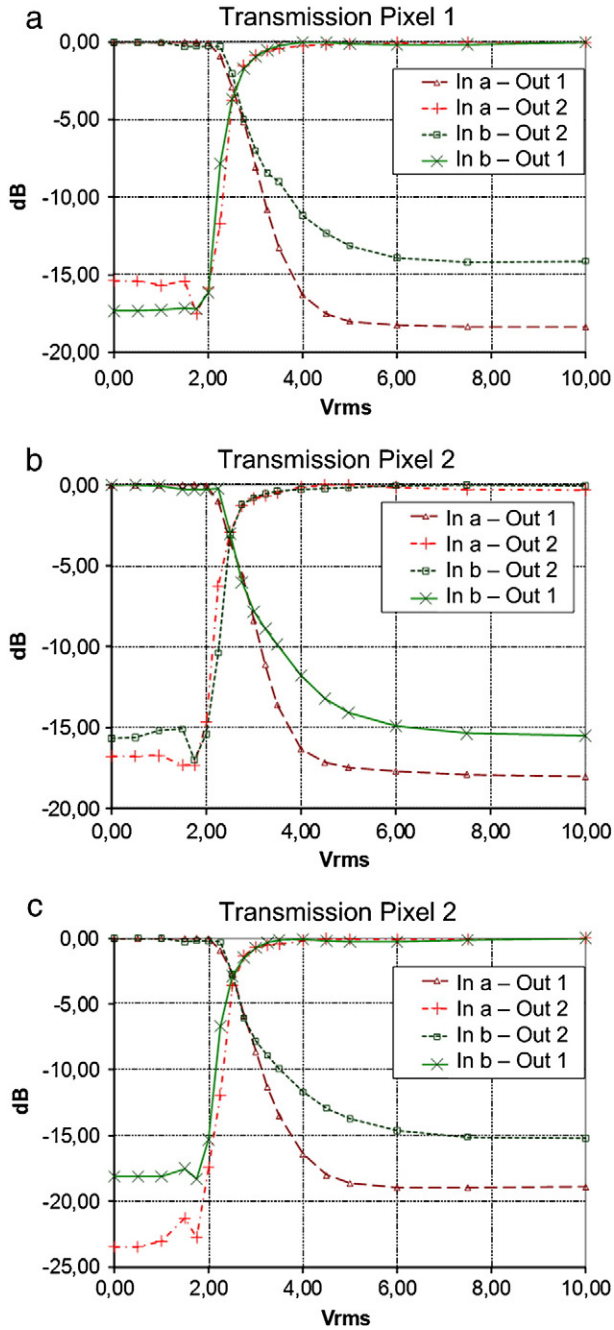 a
Transmission Pixel 1
0,00
-5,00
-10,00
-15,00
-20,00
dB
In a – Out 1
In a – Out 2
In b – Out 2
In b – Out 1
0,00 2,00 4,00 6,00 8,00 10,00
Vrms
b
Transmission Pixel 2
0,00
-5,00
-10,00
-15,00
-20,00
dB
In a – Out 1
In a – Out 2
In b – Out 2
In b – Out 1
0,00 2,00 4,00 6,00 8,00 10,00
Vrms
c
Transmission Pixel 2
0,00
-5,00
-10,00
-15,00
-20,00
-25,00
dB
In a – Out 1
In a – Out 2
In b – Out 2
In b – Out 1
0,00 2,00 4,00 6,00 8,00 10,00
Vrms